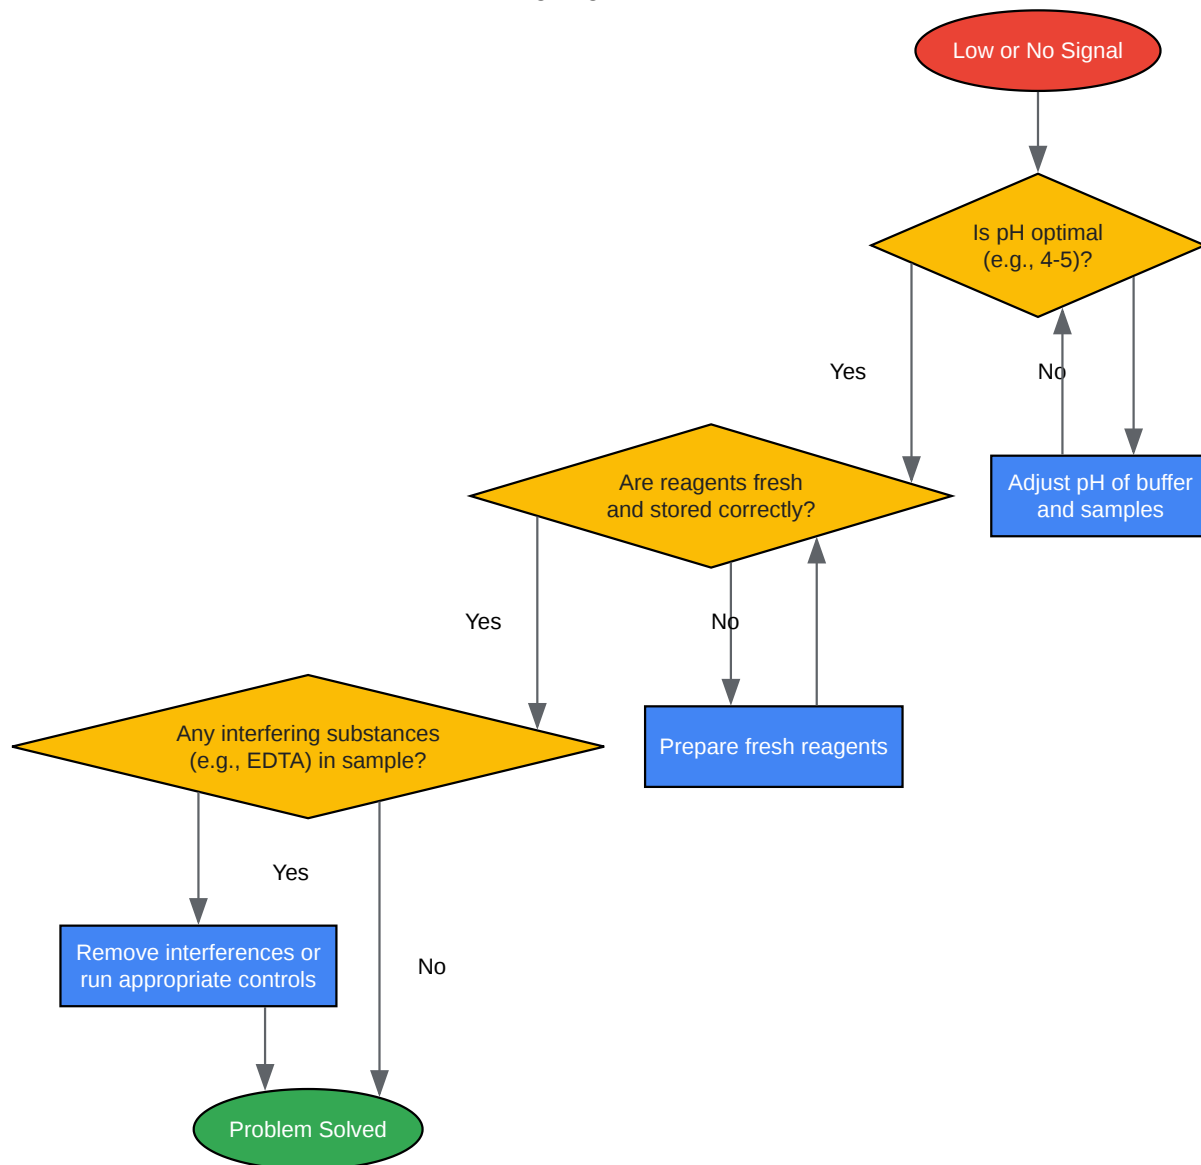 Low or No Signal
Is pH optimal
(e.g., 4-5)?
Yes
No
Are reagents fresh
and stored correctly?
Adjust pH of buffer
and samples
Yes
No
Any interfering substances
(e.g., EDTA) in sample?
Prepare fresh reagents
Yes
Remove interferences or
run appropriate controls
No
Problem Solved